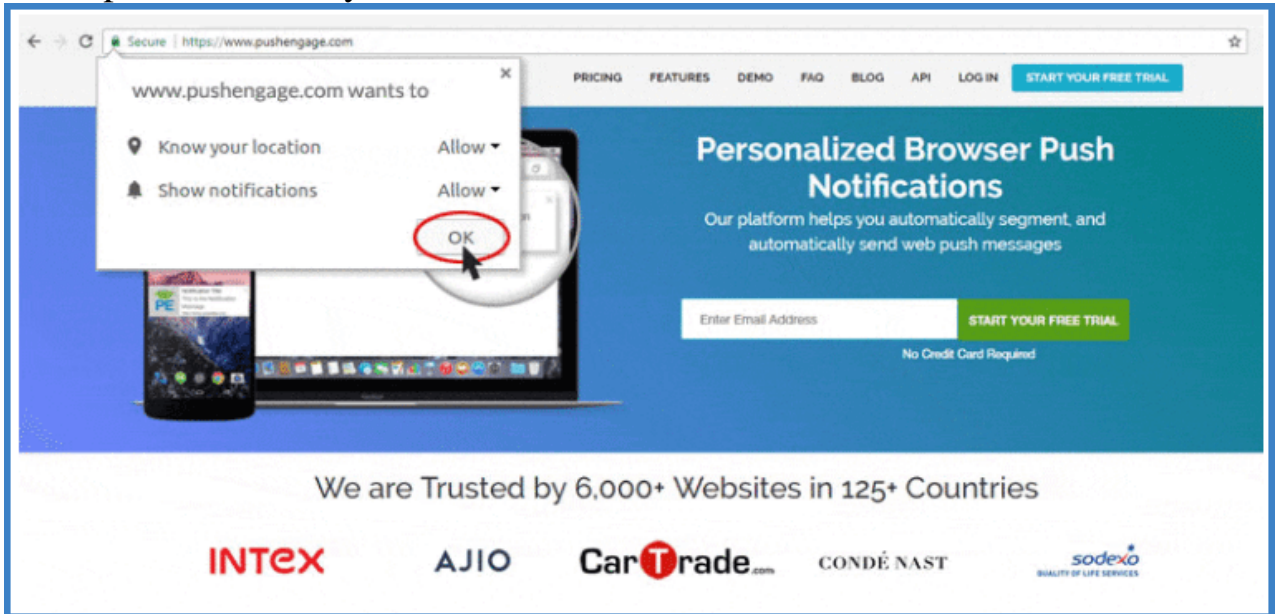 Secure | https://www.pushengage.com
PRICING FEATURES DEMO FAQ BLOG API LOG IN START YOUR FREE TRIAL
www.pushengage.com wants to
Know your location Allow
Show notifications Allow
OK
Personalized Browser Push
Notifications
Our platform helps you automatically segment, and
automatically send web push messages
Enter Email Address START YOUR FREE TRIAL
No Credit Card Required
PE
We are Trusted by 6,000+ Websites in 125+ Countries
INTEX AJIO CarTrade.com CONDÉ NAST sodexo
QUALITY OF LIFE SERVICES